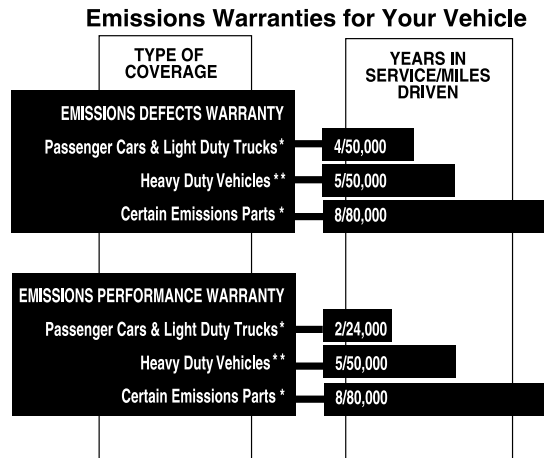 Emissions Warranties for Your Vehicle
TYPE OF
COVERAGE
YEARS IN
SERVICE/MILES
DRIVEN
EMISSIONS DEFECTS WARRANTY
Passenger Cars & Light Duty Trucks* 4/50,000
Heavy Duty Vehicles** 5/50,000
Certain Emissions Parts * 8/80,000
EMISSIONS PERFORMANCE WARRANTY
Passenger Cars & Light Duty Trucks* 2/24,000
Heavy Duty Vehicles** 5/50,000
Certain Emissions Parts * 8/80,000